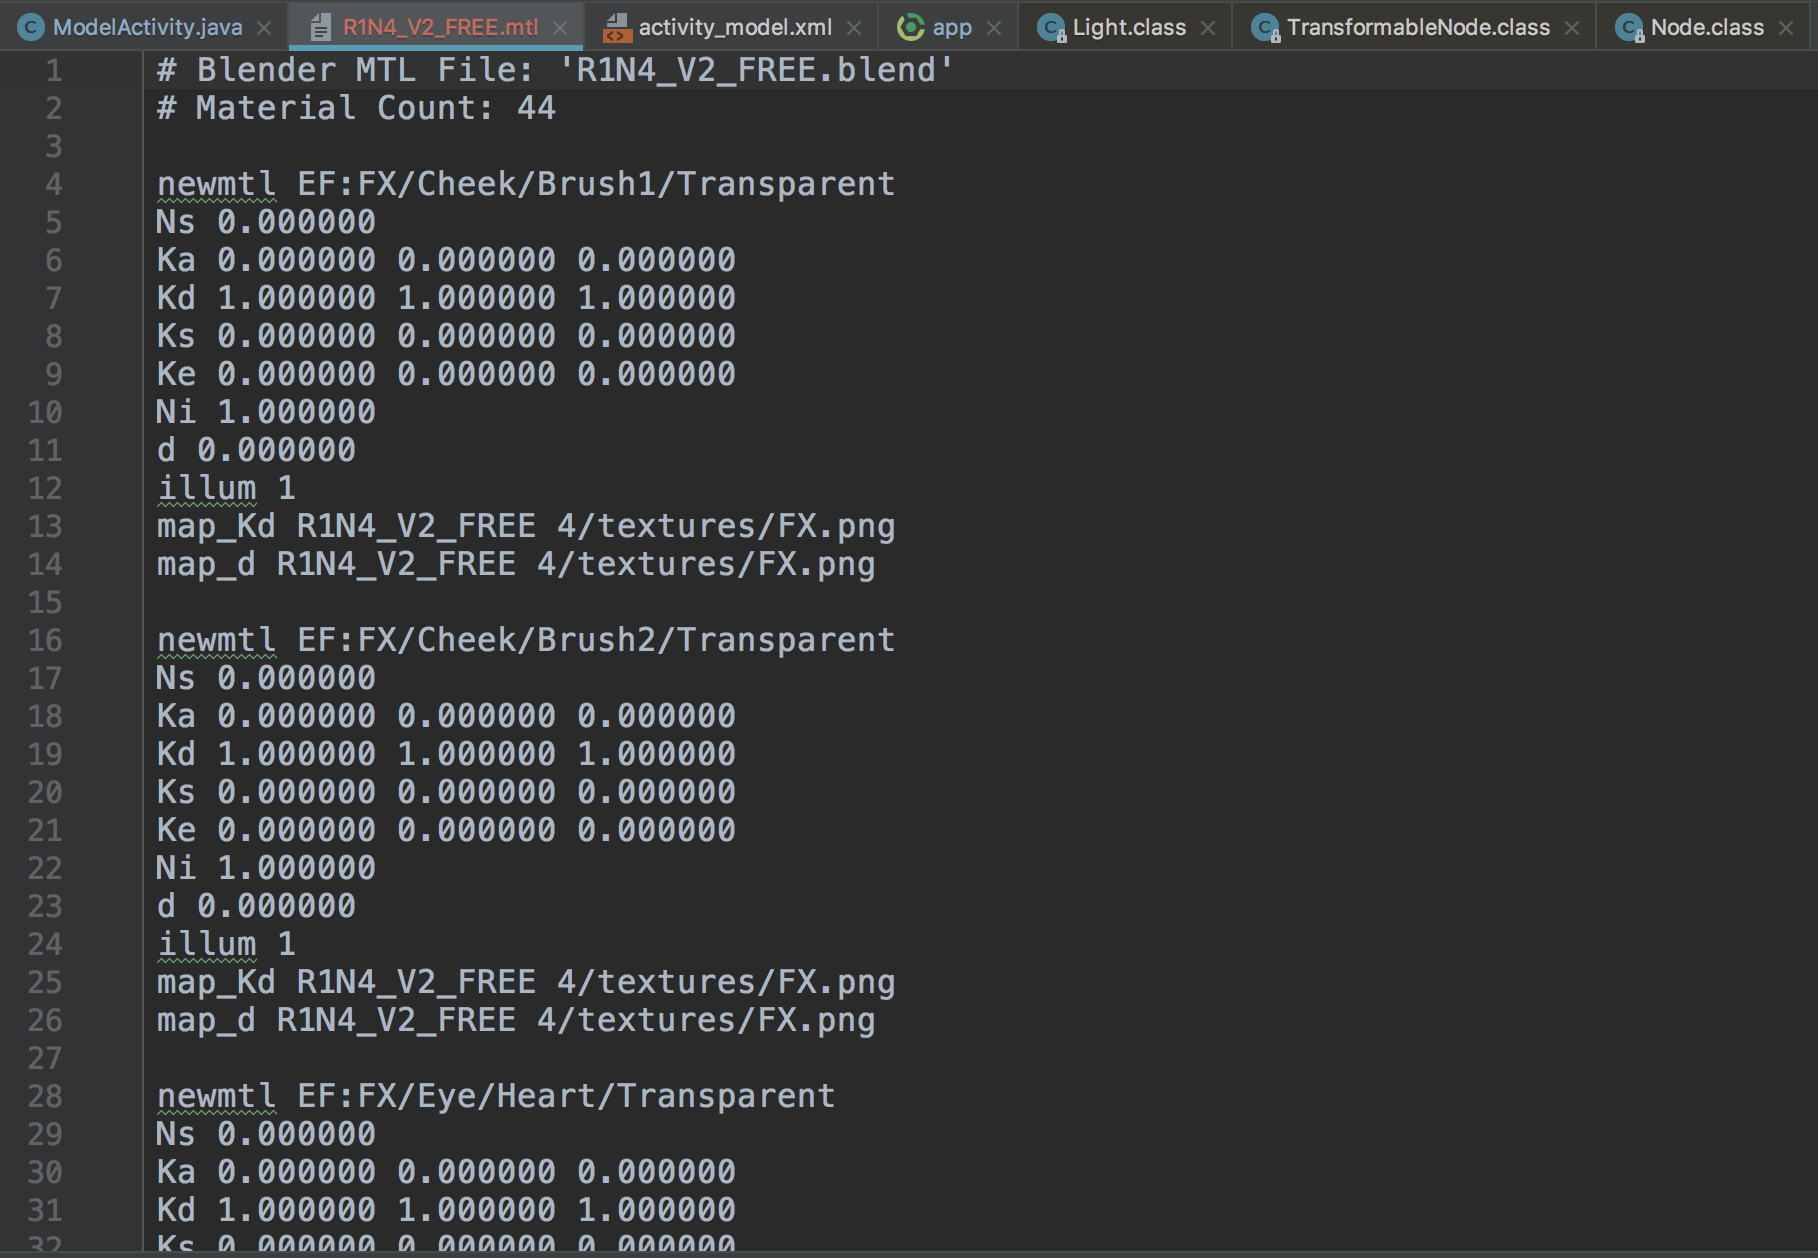 ModelActivity.java R1N4_V2_FREE.mtl activity_model.xml app Light.class TransformableNode.class Node.class
1 # Blender MTL File: 'R1N4_V2_FREE.blend'
2 # Material Count: 44
3
4 newmtl EF:FX/Cheek/Brush1/Transparent
5 Ns 0.000000
6 Ka 0.000000 0.000000 0.000000
7 Kd 1.000000 1.000000 1.000000
8 Ks 0.000000 0.000000 0.000000
9 Ke 0.000000 0.000000 0.000000
10 Ni 1.000000
11 d 0.000000
12 illum 1
13 map_Kd R1N4_V2_FREE 4/textures/FX.png
14 map_d R1N4_V2_FREE 4/textures/FX.png
15
16 newmtl EF:FX/Cheek/Brush2/Transparent
17 Ns 0.000000
18 Ka 0.000000 0.000000 0.000000
19 Kd 1.000000 1.000000 1.000000
20 Ks 0.000000 0.000000 0.000000
21 Ke 0.000000 0.000000 0.000000
22 Ni 1.000000
23 d 0.000000
24 illum 1
25 map_Kd R1N4_V2_FREE 4/textures/FX.png
26 map_d R1N4_V2_FREE 4/textures/FX.png
27
28 newmtl EF:FX/Eye/Heart/Transparent
29 Ns 0.000000
30 Ka 0.000000 0.000000 0.000000
31 Kd 1.000000 1.000000 1.000000
32 Ks 0.000000 0.000000 0.000000